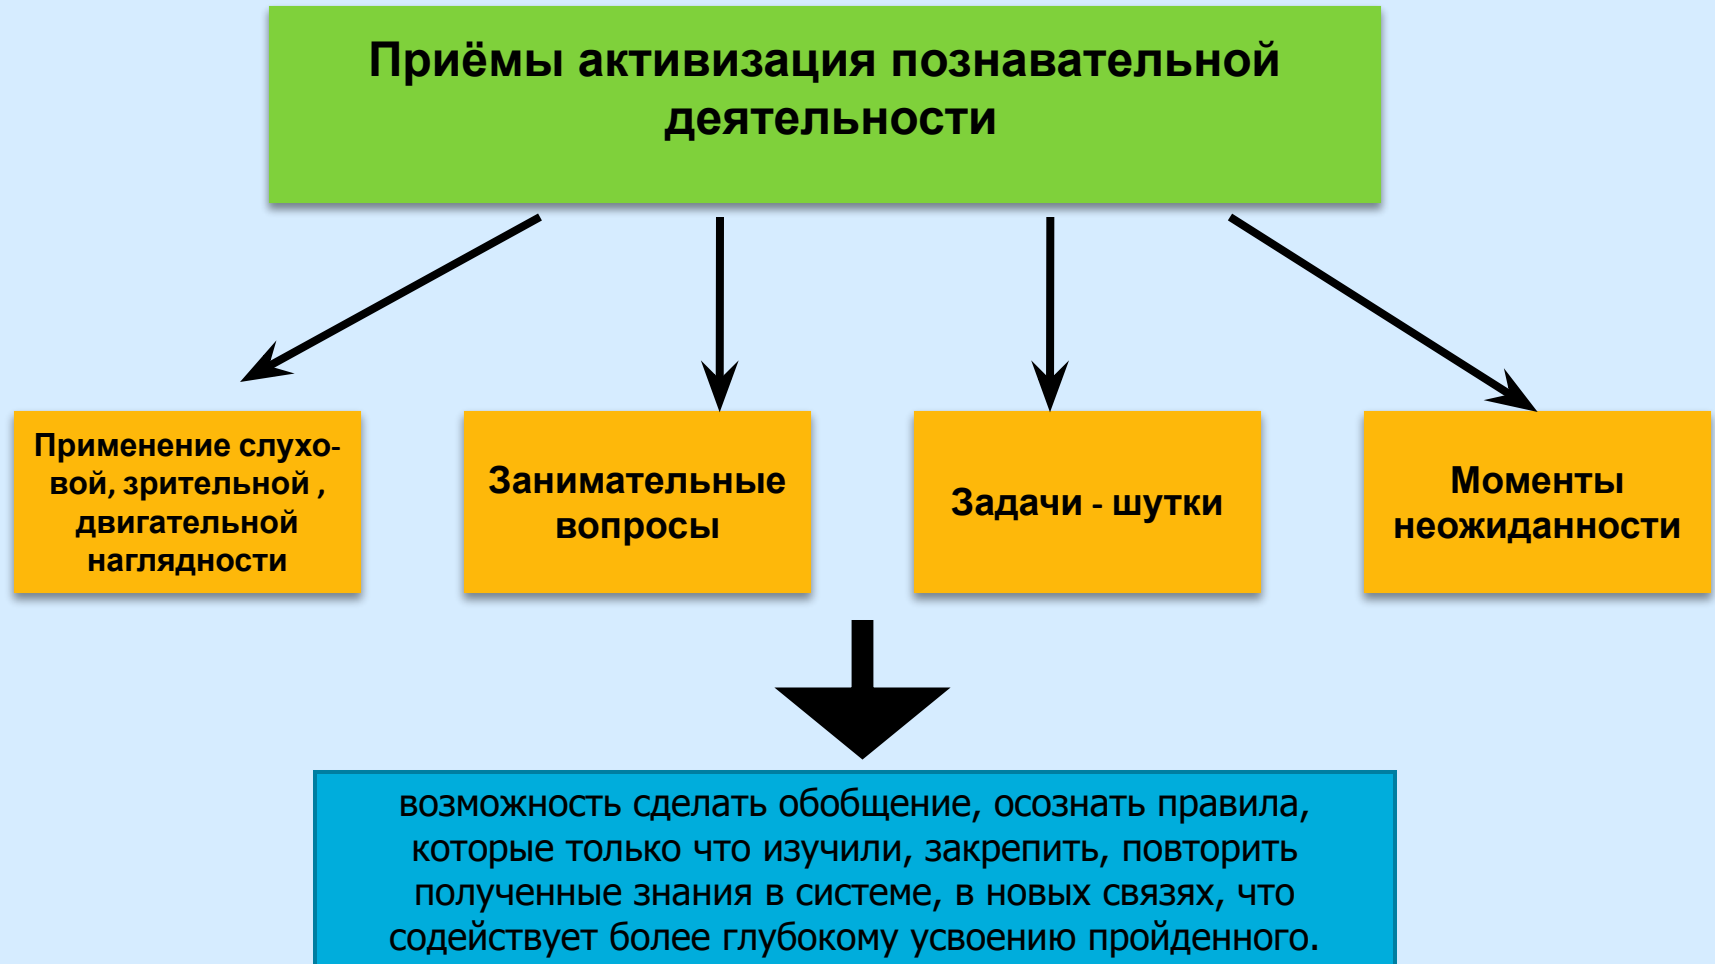 Приёмы активизация познавательной
деятельности
Применение слухо-
вой, зрительной ,
двигательной
наглядности
Занимательные
вопросы
Задачи - шутки
Моменты
неожиданности
возможность сделать обобщение, осознать правила,
которые только что изучили, закрепить, повторить
полученные знания в системе, в новых связях, что
содействует более глубокому усвоению пройденного.